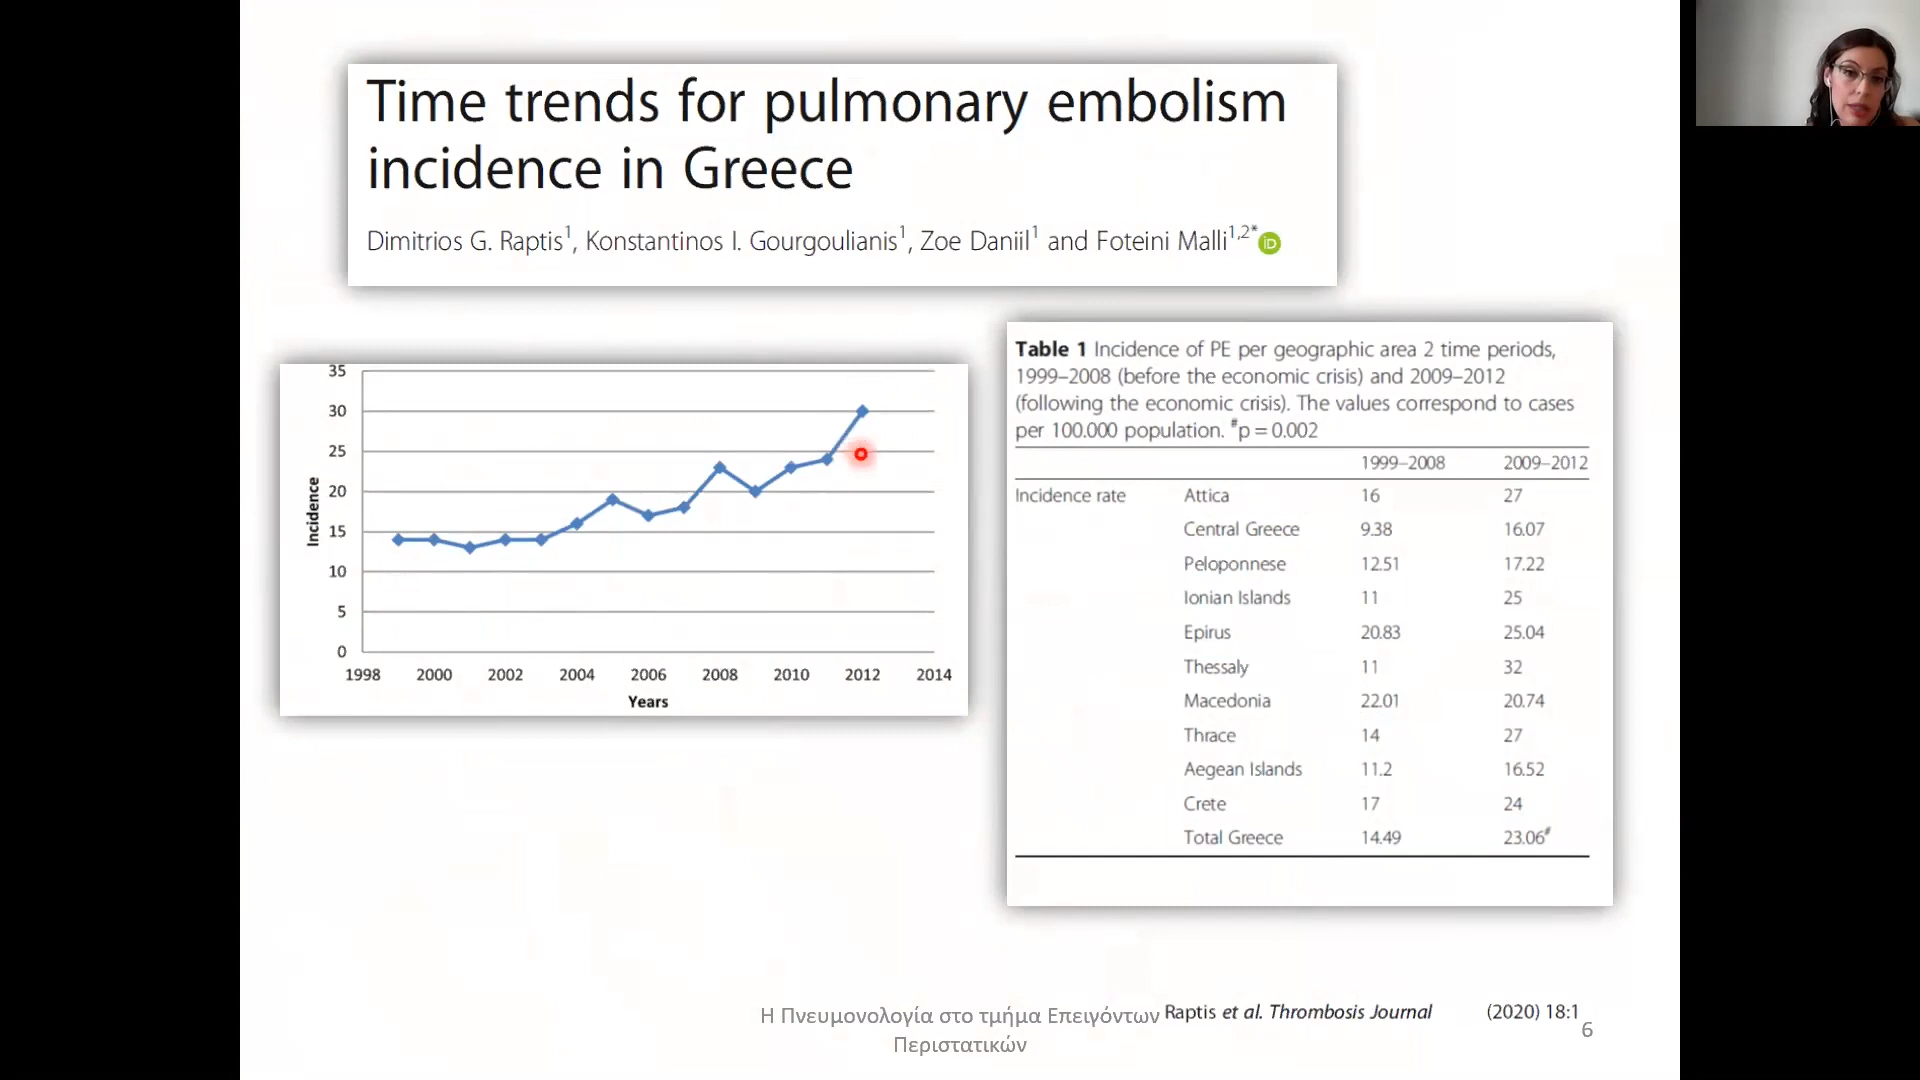 Time trends for pulmonary embolism
incidence in Greece
Dimitrios G. Raptis1, Konstantinos I. Gourgoulianis1, Zoe Daniil1 and Foteini Malli1,2* iD
35
30
25
20
15
10
5
0
Incidence
1998 2000 2002 2004 2006 2008 2010 2012 2014
Years
Table 1 Incidence of PE per geographic area 2 time periods,
1999–2008 (before the economic crisis) and 2009–2012
(following the economic crisis). The values correspond to cases
per 100.000 population. #p = 0.002
1999–2008 2009–2012
Incidence rate Attica 16 27
Central Greece 9.38 16.07
Peloponnese 12.51 17.22
Ionian Islands 11 25
Epirus 20.83 25.04
Thessaly 11 32
Macedonia 22.01 20.74
Thrace 14 27
Aegean Islands 11.2 16.52
Crete 17 24
Total Greece 14.49 23.06#
Η Πνευμονολογία στο τμήμα Επειγόντων
Περιστατικών
Raptis et al. Thrombosis Journal (2020) 18:1
6